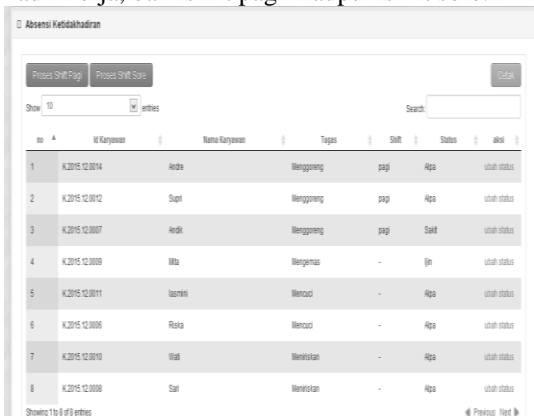 Absensi Ketidakhadiran
Proses Shift Pagi Proses Shift Sore Cetak
Show 10 entries Search:
no Id Karyawan Nama Karyawan Tugas Shift Status aksi
1 K.2015.12.0014 Andre Menggoreng pagi Alpa ubah status
2 K.2015.12.0012 Supri Menggoreng pagi Alpa ubah status
3 K.2015.12.0007 Andik Menggoreng pagi Sakit ubah status
4 K.2015.12.0009 Mita Mengemas - Ijin ubah status
5 K.2015.12.0011 Iasmini Mencuci - Alpa ubah status
6 K.2015.12.0006 Riska Mencuci - Alpa ubah status
7 K.2015.12.0010 Wati Meniriskan - Alpa ubah status
8 K.2015.12.0008 Sari Meniriskan - Alpa ubah status
Showing 1 to 8 of 8 entries Previous Next